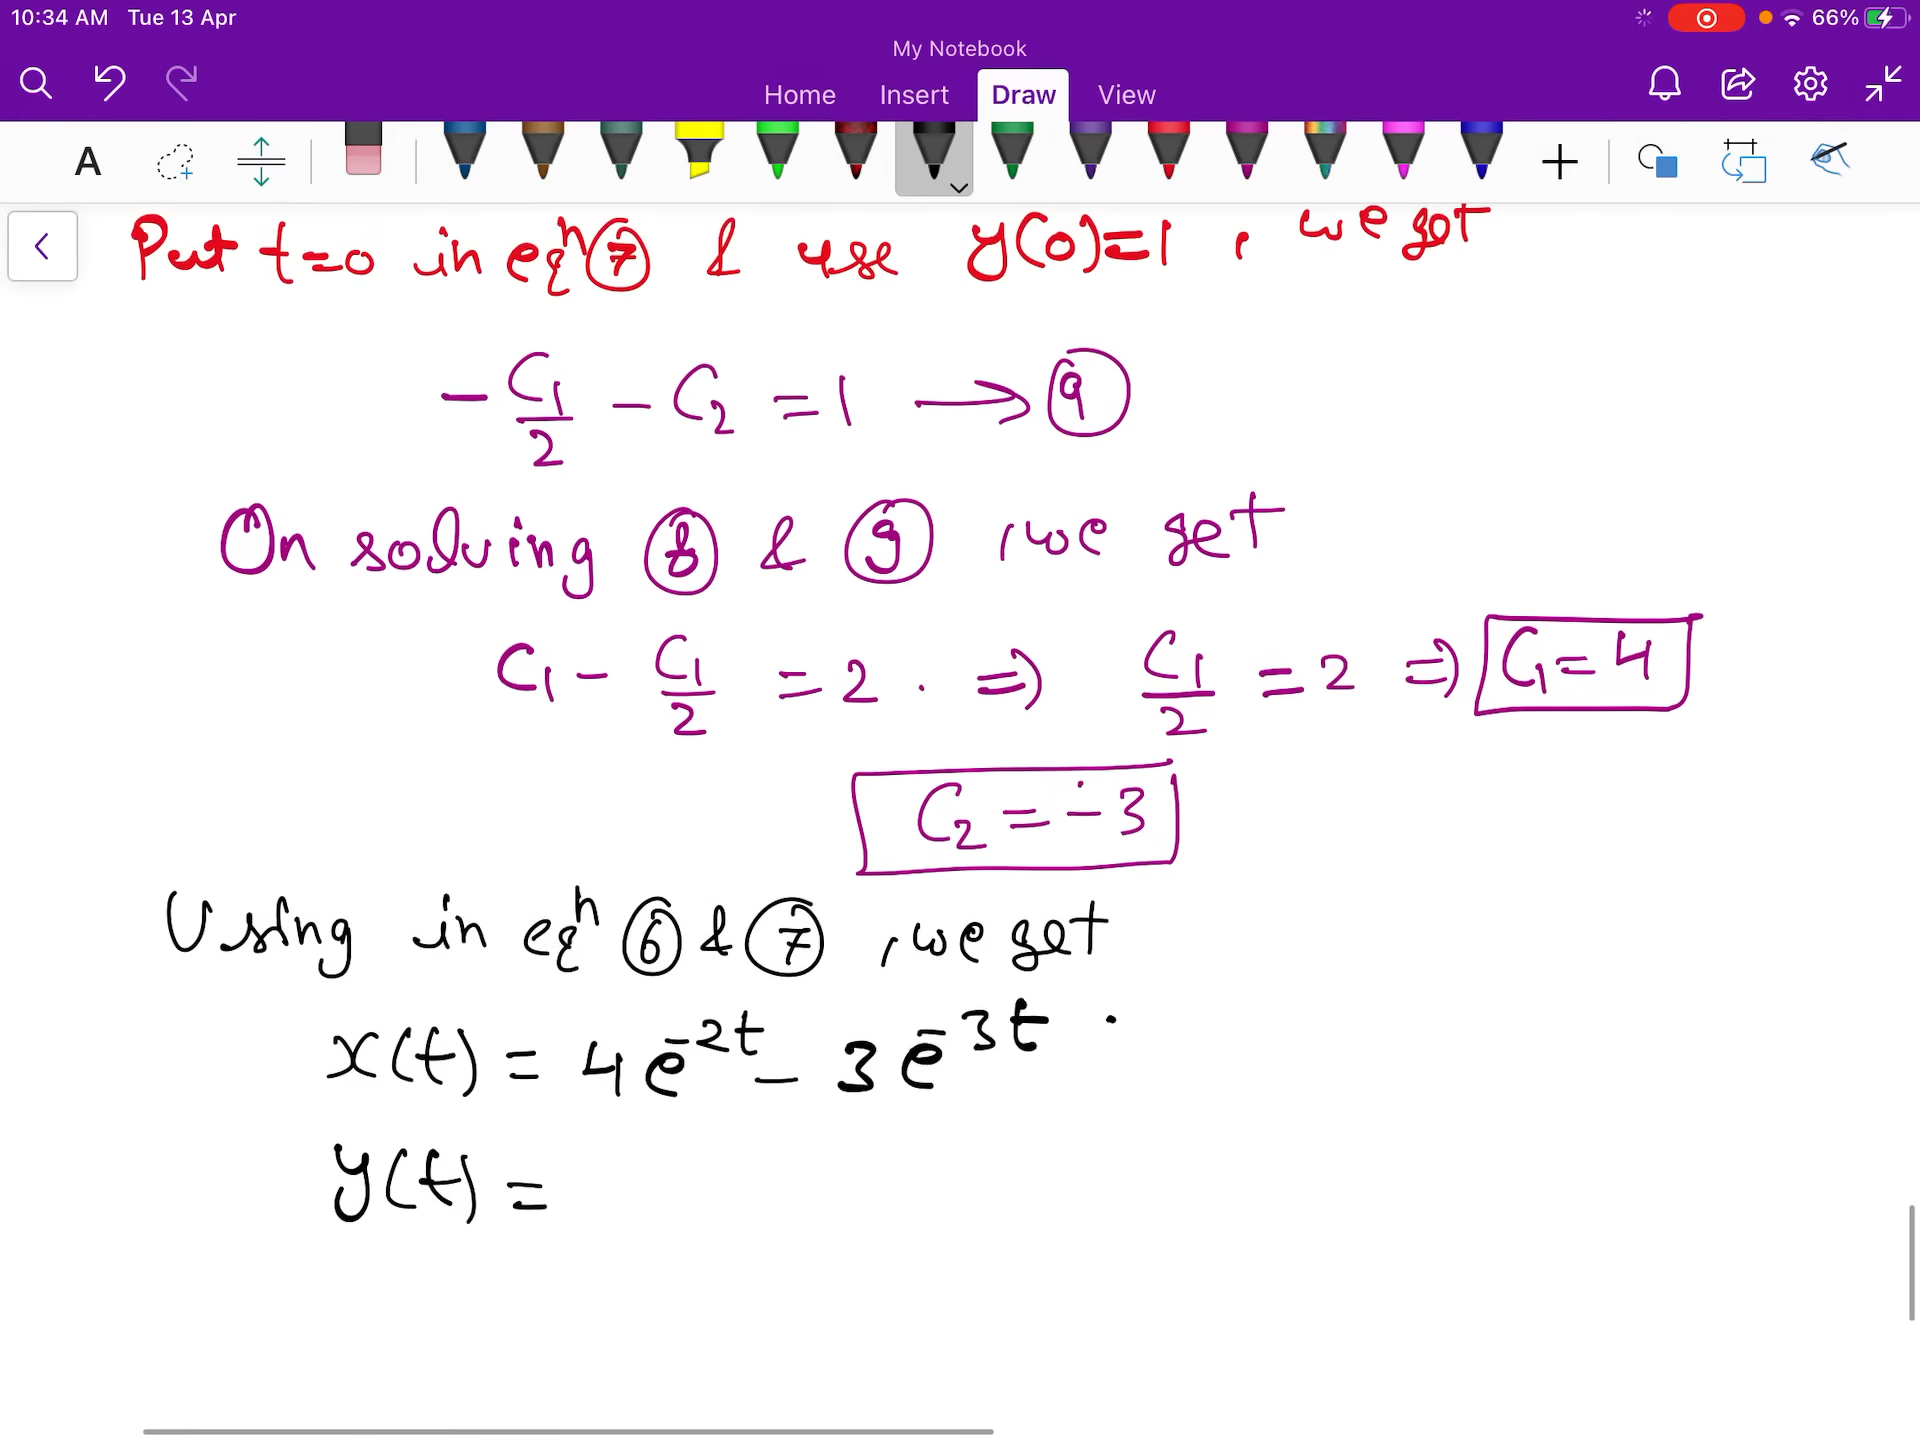 10:34 AM Tue 13 Apr
66%
My Notebook
Home Insert Draw View
A
Put t=0 in eqⁿ ⑦ & use y(0)=1, we get
-C₁/2 - C₂ = 1 → ⑨
On solving ⑧ & ⑨, we get
C₁ - C₁/2 = 2. ⇒ C₁/2 = 2 ⇒ C₁ = 4
C₂ = -3
Using in eqⁿ ⑥ & ⑦, we get
x(t) = 4e⁻²ᵗ - 3e⁻³ᵗ.
y(t) =